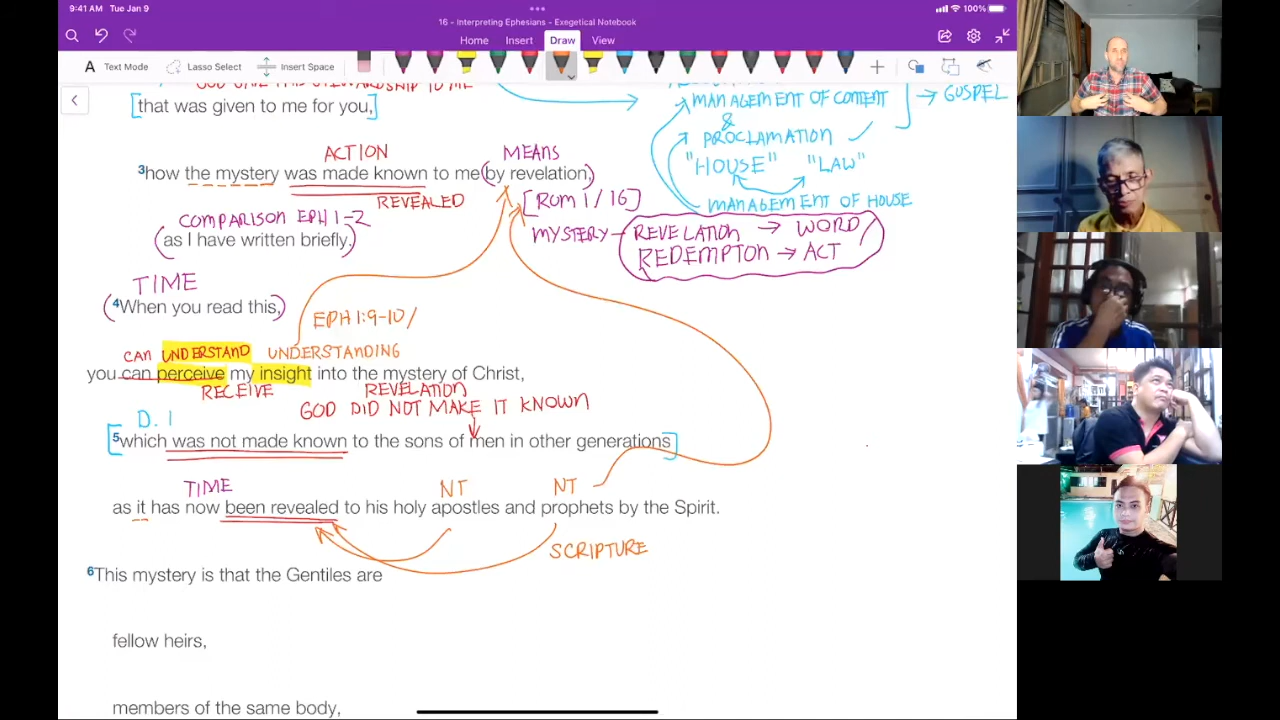 9:41 AM Tue Jan 9
100%
16 - Interpreting Ephesians - Exegetical Notebook
Home Insert Draw View
A Text Mode Lasso Select Insert Space
[that was given to me for you,]
MANAGEMENT OF CONTENT
→ GOSPEL
&
PROCLAMATION
"HOUSE" "LAW"
MANAGEMENT OF HOUSE
ACTION MEANS
3how the mystery was made known to me (by revelation,)
REVEALED [ROM 1/16]
COMPARISON EPH 1-2
(as I have written briefly,)
MYSTERY - REVELATION → WORD/
REDEMPTION → ACT
TIME
(4When you read this,)
EPH 1:9-10/
CAN UNDERSTAND UNDERSTANDING
you can perceive my insight into the mystery of Christ,
RECEIVE REVELATION
GOD DID NOT MAKE IT KNOWN
D. I
[5which was not made known to the sons of men in other generations]
TIME NT NT
as it has now been revealed to his holy apostles and prophets by the Spirit.
SCRIPTURE
6This mystery is that the Gentiles are
fellow heirs,
members of the same body,